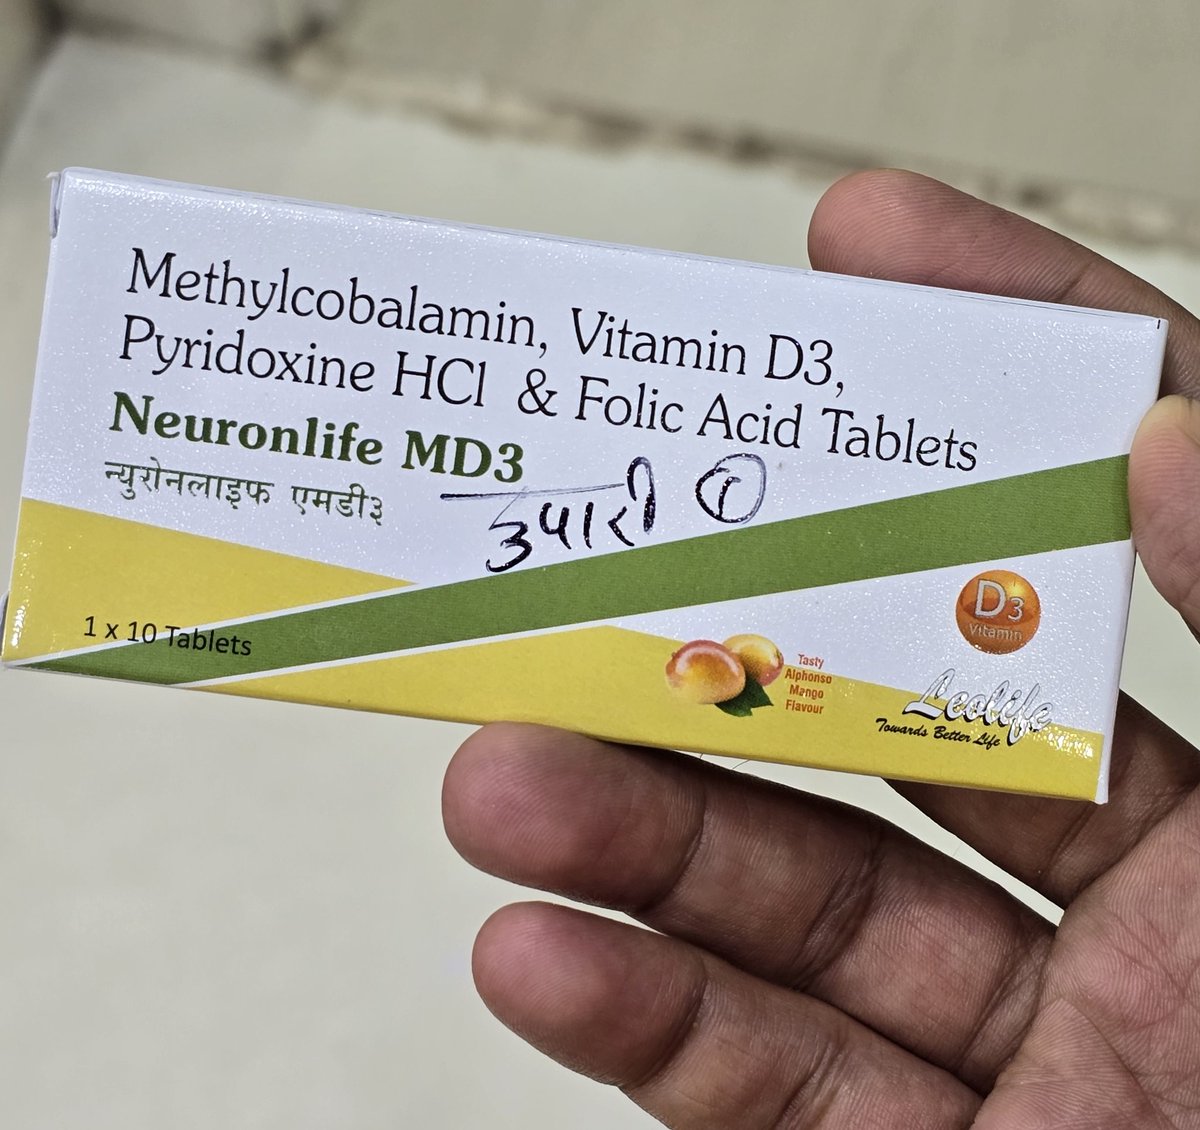 Methylcobalamin, Vitamin D3,
Pyridoxine HCl & Folic Acid Tablets
Neuronlife MD3
न्युरोनलाइफ एमडी३
दुपारी १
1 x 10 Tablets
D3
Vitamin
Tasty
Alphonso
Mango
Flavour
Leolife
Towards Better Life